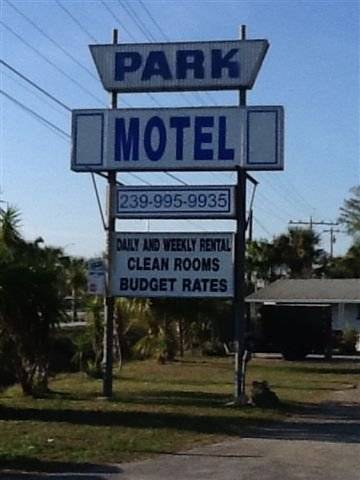 PARK
MOTEL
239-995-9935
DAILY AND WEEKLY RENTAL
CLEAN ROOMS
BUDGET RATES